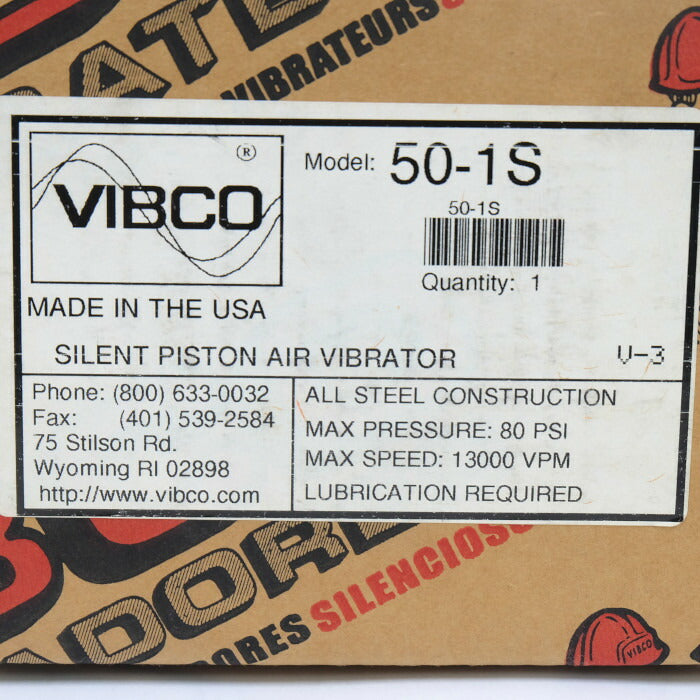 VIBRATEURS
VIBCO®
Model: 50-1S
50-1S
Quantity: 1
MADE IN THE USA
SILENT PISTON AIR VIBRATOR V-3
Phone: (800) 633-0032
Fax: (401) 539-2584
75 Stilson Rd.
Wyoming RI 02898
http://www.vibco.com
ALL STEEL CONSTRUCTION
MAX PRESSURE: 80 PSI
MAX SPEED: 13000 VPM
LUBRICATION REQUIRED
SILENCIOSOS
VIBCO